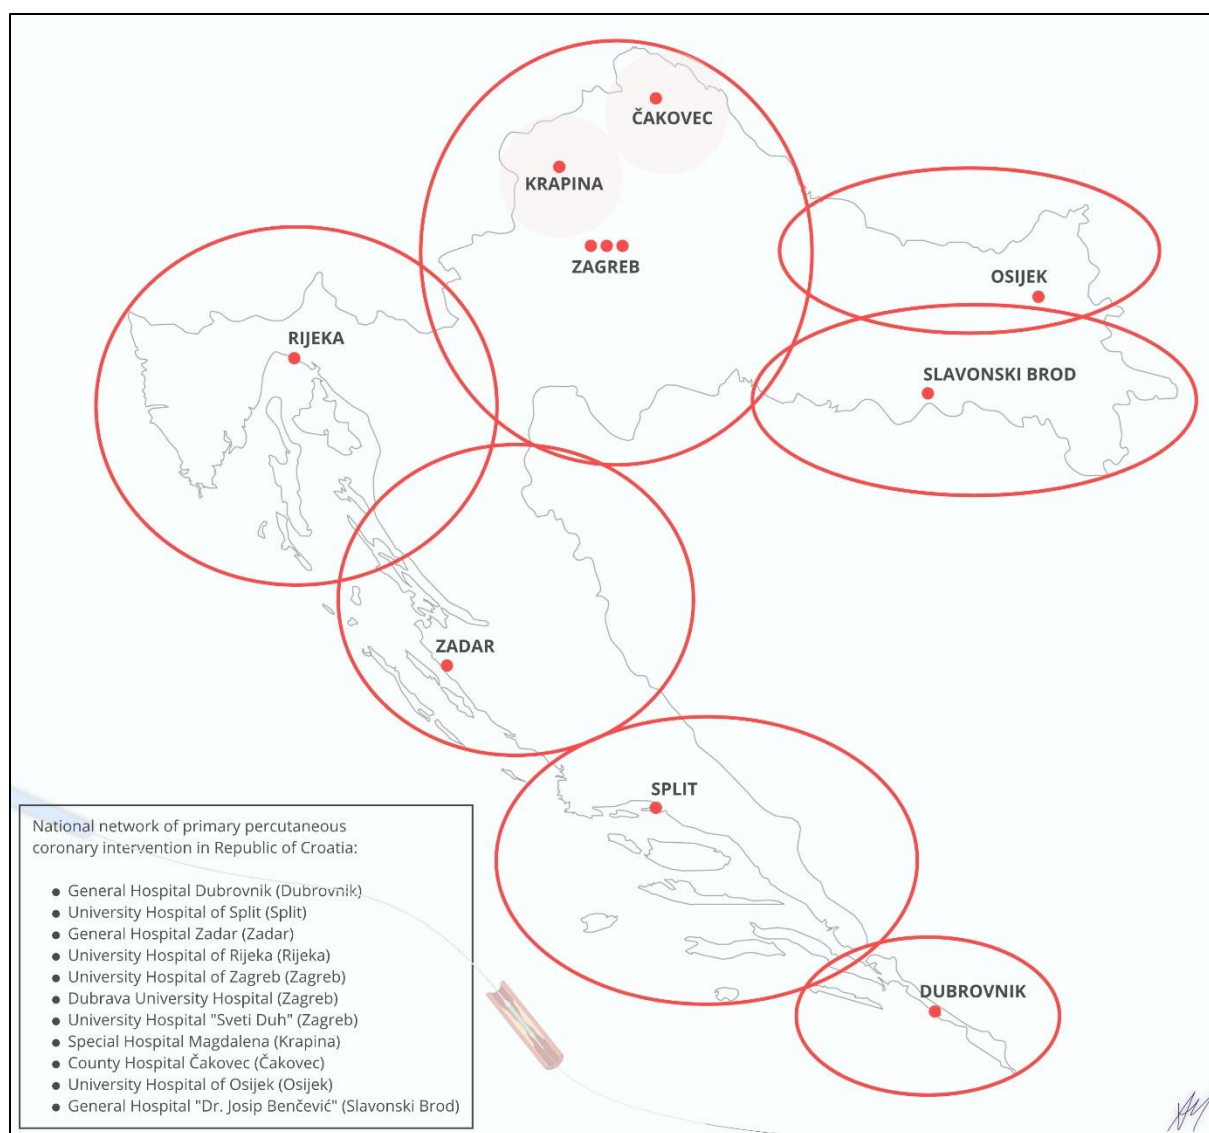 ČAKOVEC
KRAPINA
ZAGREB
OSIJEK
RIJEKA
SLAVONSKI BROD
ZADAR
SPLIT
DUBROVNIK
National network of primary percutaneous
coronary intervention in Republic of Croatia:
● General Hospital Dubrovnik (Dubrovnik)
● University Hospital of Split (Split)
● General Hospital Zadar (Zadar)
● University Hospital of Rijeka (Rijeka)
● University Hospital of Zagreb (Zagreb)
● Dubrava University Hospital (Zagreb)
● University Hospital "Sveti Duh" (Zagreb)
● Special Hospital Magdalena (Krapina)
● County Hospital Čakovec (Čakovec)
● University Hospital of Osijek (Osijek)
● General Hospital "Dr. Josip Benčević" (Slavonski Brod)